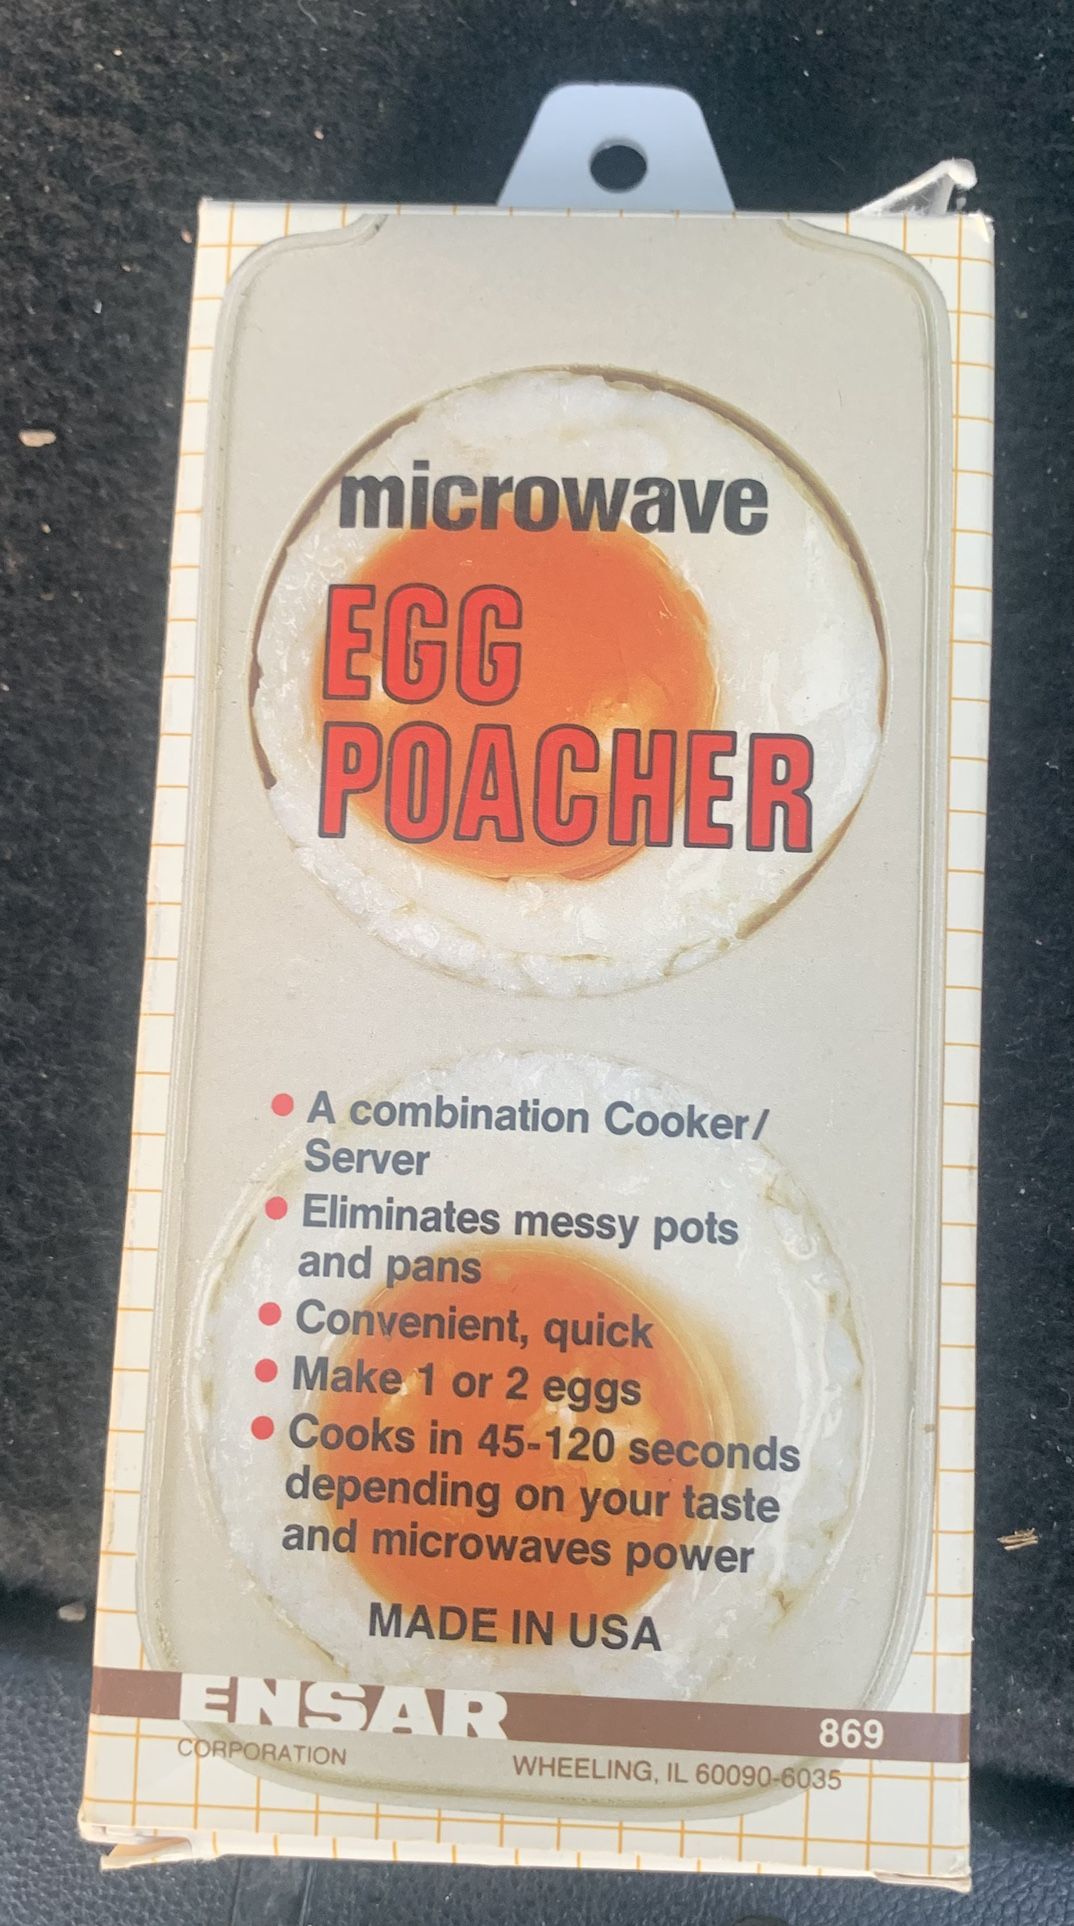 microwave
EGG
POACHER
• A combination Cooker/
Server
• Eliminates messy pots
and pans
• Convenient, quick
• Make 1 or 2 eggs
• Cooks in 45-120 seconds
depending on your taste
and microwaves power
MADE IN USA
ENSAR
869
CORPORATION
WHEELING, IL 60090-6035